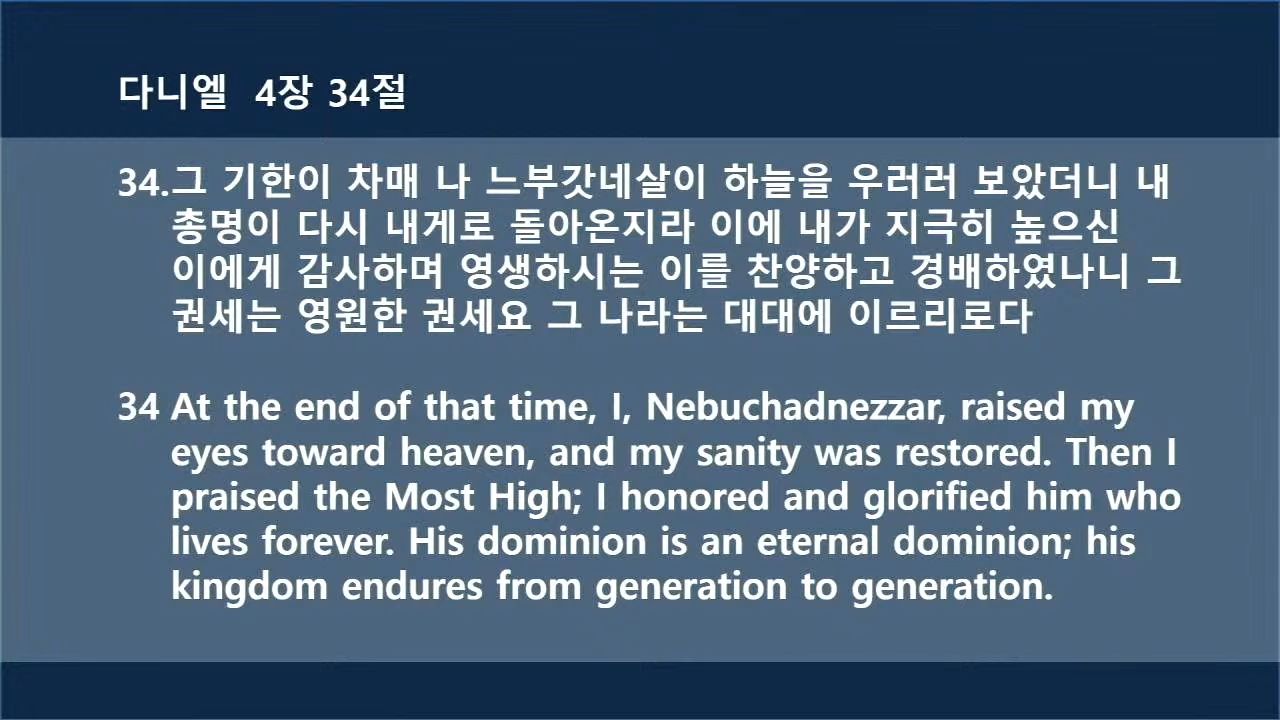 다니엘 4장 34절
34.그 기한이 차매 나 느부갓네살이 하늘을 우러러 보았더니 내
총명이 다시 내게로 돌아온지라 이에 내가 지극히 높으신
이에게 감사하며 영생하시는 이를 찬양하고 경배하였나니 그
권세는 영원한 권세요 그 나라는 대대에 이르리로다
34 At the end of that time, I, Nebuchadnezzar, raised my
eyes toward heaven, and my sanity was restored. Then I
praised the Most High; I honored and glorified him who
lives forever. His dominion is an eternal dominion; his
kingdom endures from generation to generation.